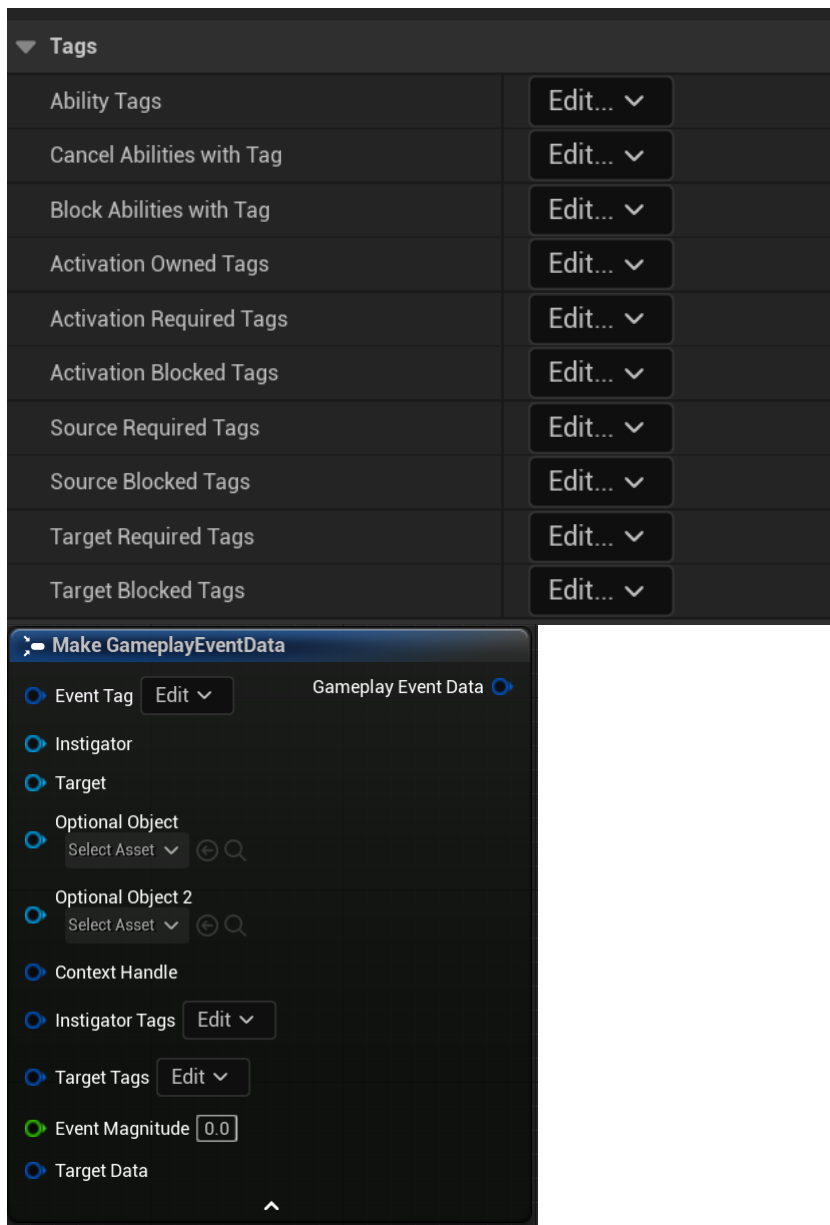 Tags
Ability Tags Edit...
Cancel Abilities with Tag Edit...
Block Abilities with Tag Edit...
Activation Owned Tags Edit...
Activation Required Tags Edit...
Activation Blocked Tags Edit...
Source Required Tags Edit...
Source Blocked Tags Edit...
Target Required Tags Edit...
Target Blocked Tags Edit...
Make GameplayEventData
Event Tag Edit Gameplay Event Data
Instigator
Target
Optional Object
Select Asset
Optional Object 2
Select Asset
Context Handle
Instigator Tags Edit
Target Tags Edit
Event Magnitude 0.0
Target Data